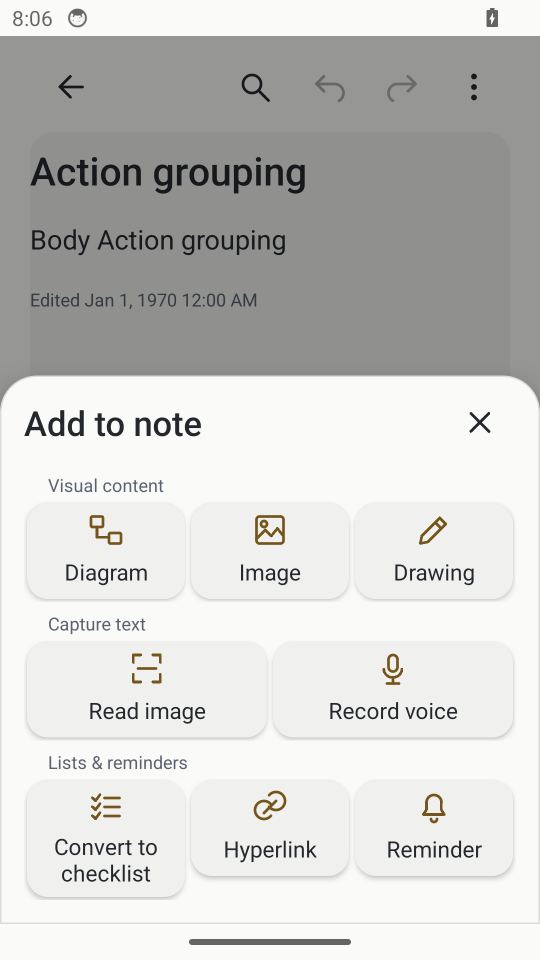 8:06
Action grouping
Body Action grouping
Edited Jan 1, 1970 12:00 AM
Add to note
Visual content
Diagram
Image
Drawing
Capture text
Read image
Record voice
Lists & reminders
Convert to
checklist
Hyperlink
Reminder